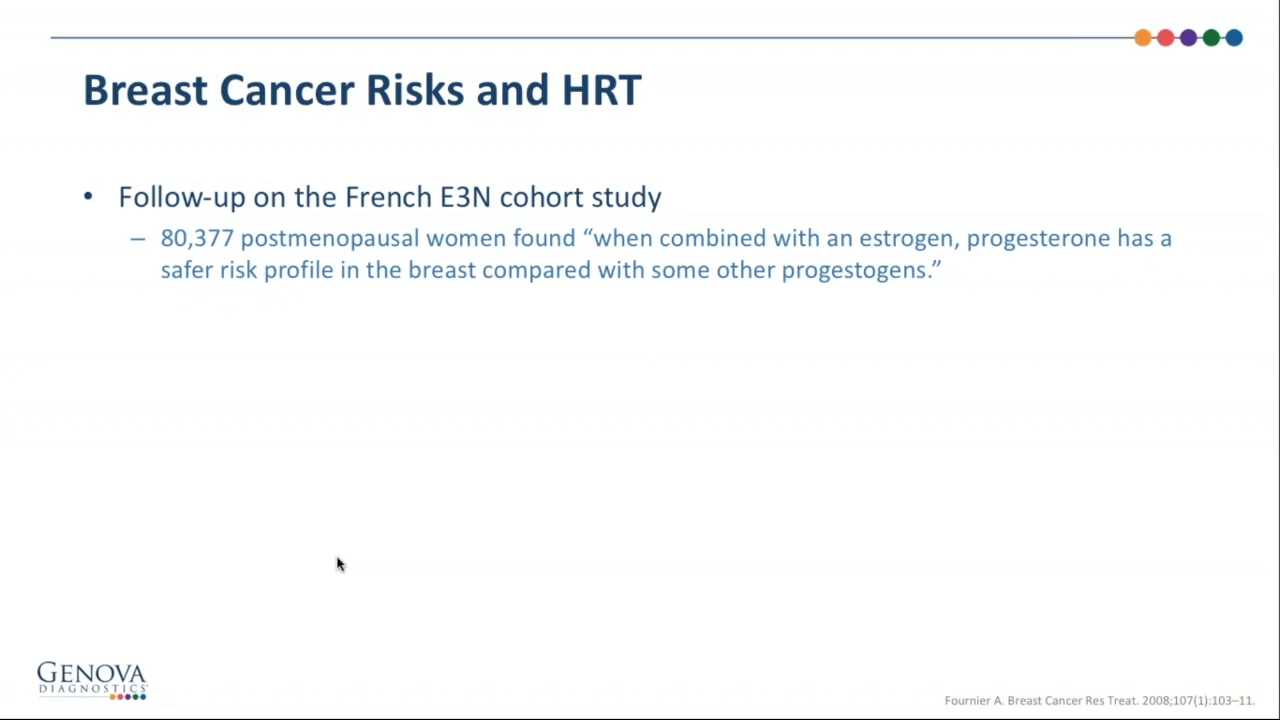 Breast Cancer Risks and HRT
• Follow-up on the French E3N cohort study
– 80,377 postmenopausal women found “when combined with an estrogen, progesterone has a
safer risk profile in the breast compared with some other progestogens.”
GENOVA
DIAGNOSTICS
Fournier A. Breast Cancer Res Treat. 2008;107(1):103–11.